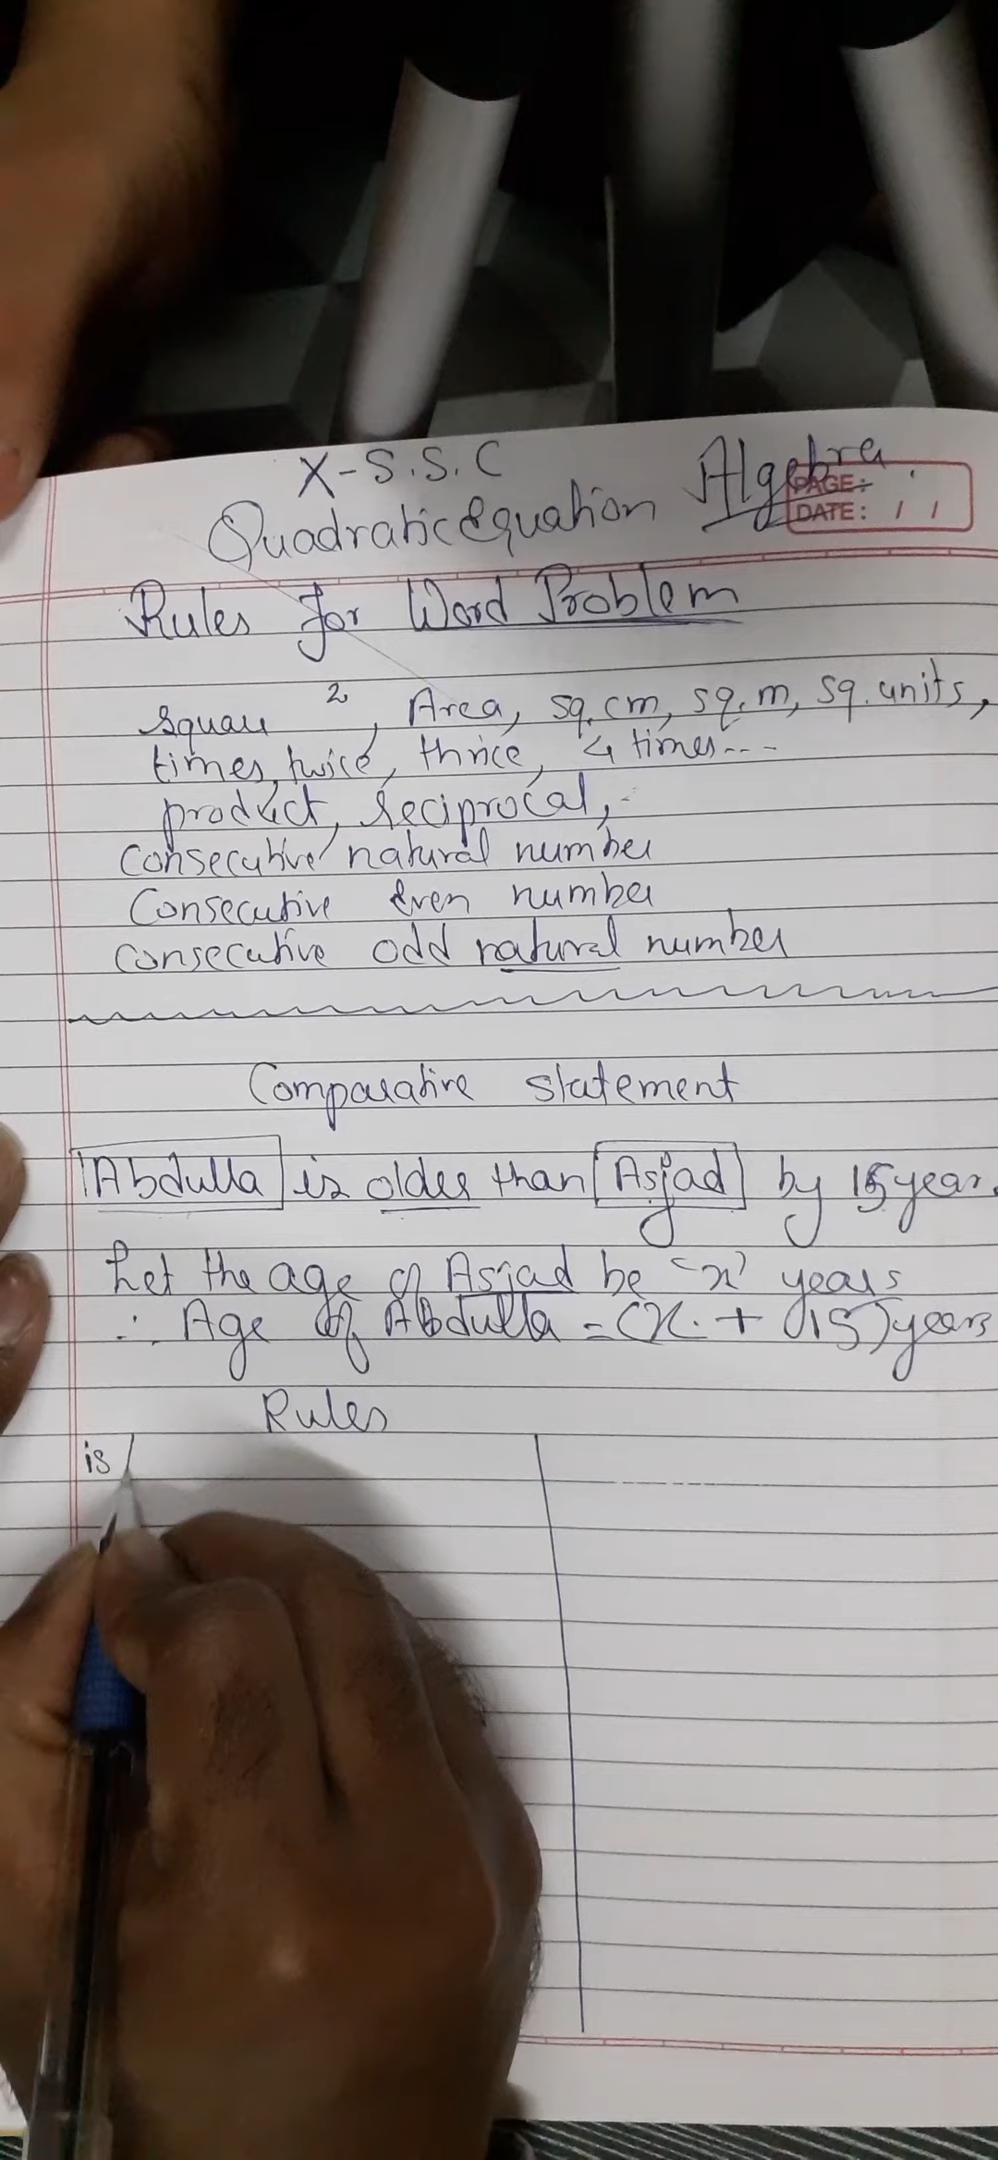 X-S.S.C
Algebra
PAGE:
DATE: / /
Quadratic Equation
Rules for Word Problem
square ², Area, sq.cm, sq.m, sq.units,
times, twice, thrice, 4 times---
product, reciprocal,
Consecutive natural number
Consecutive Even number
consecutive odd natural number
Comparative statement
Abdulla is older than Asjad by 15 year.
Let the age of Asjad be 'x' years
∴ Age of Abdulla = (x + 15) years
Rules
is /